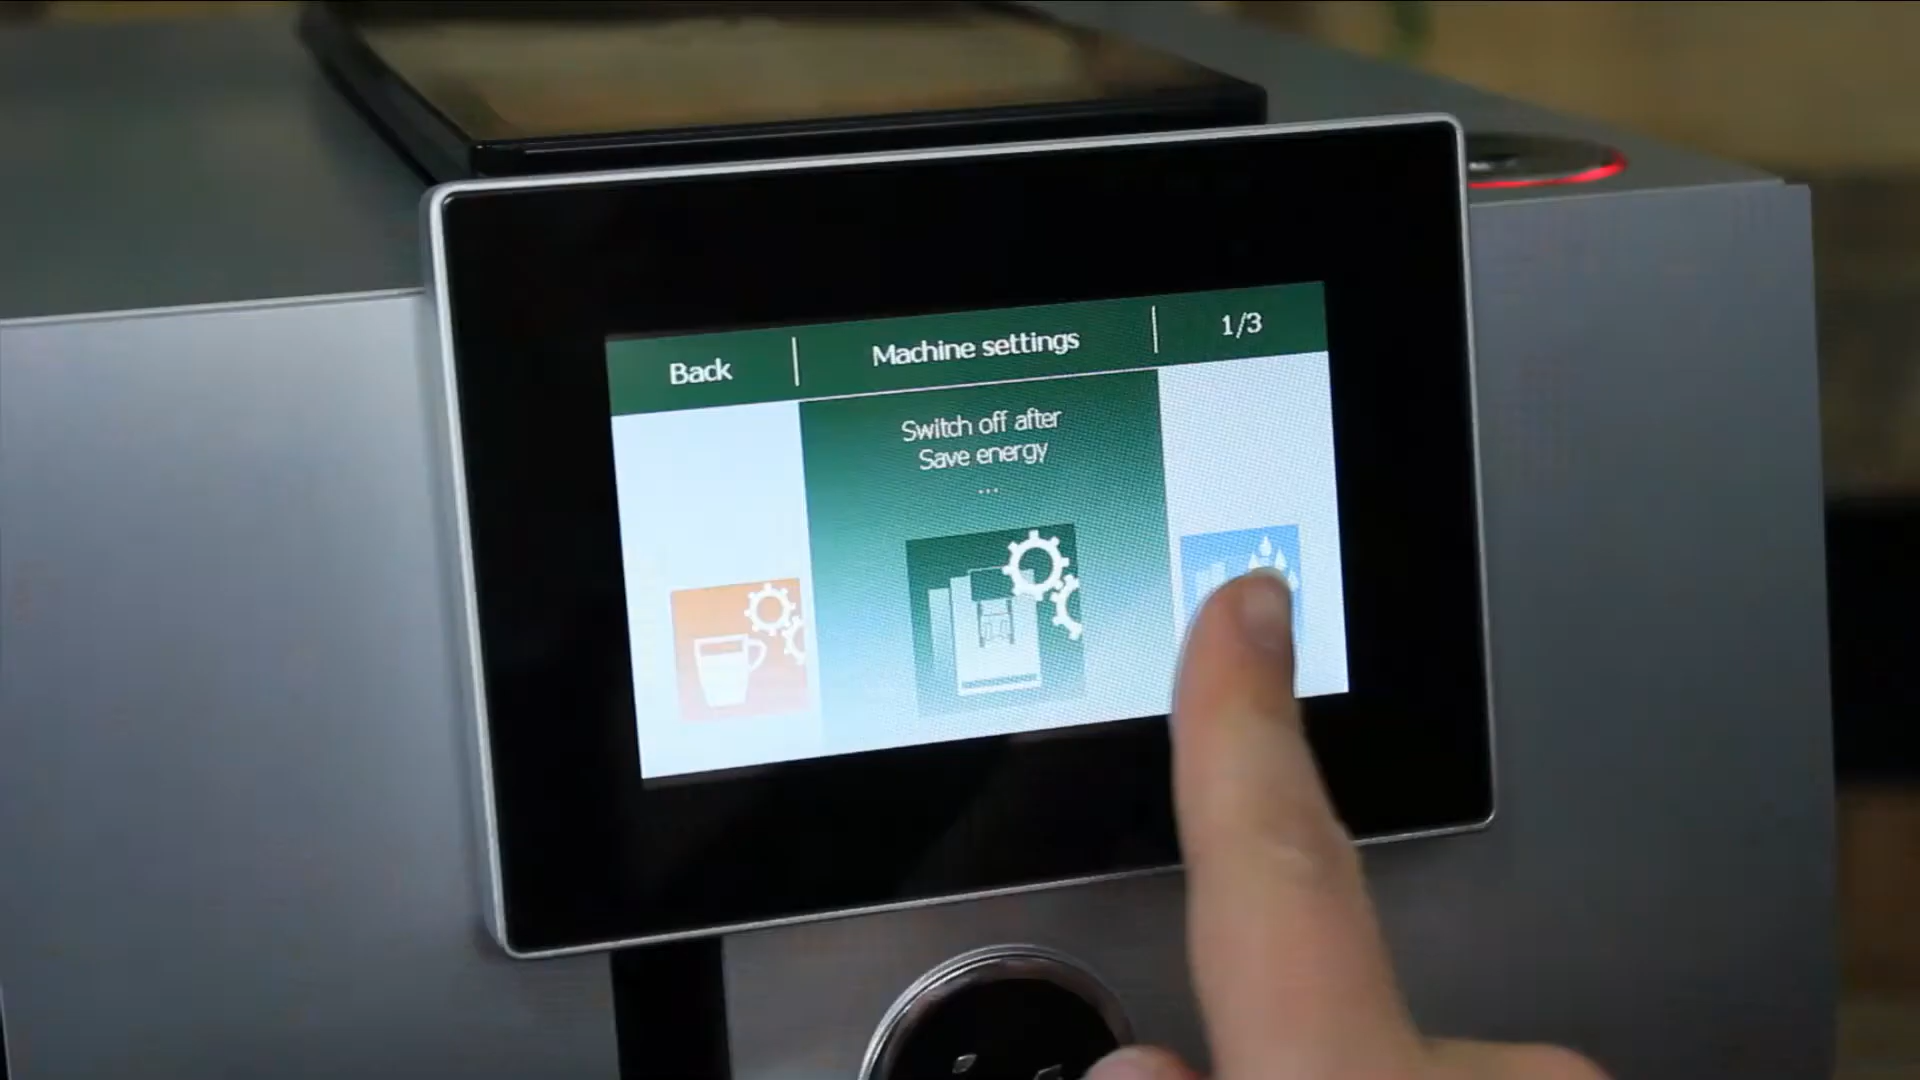 Back
Machine settings
1/3
Switch off after
Save energy
...